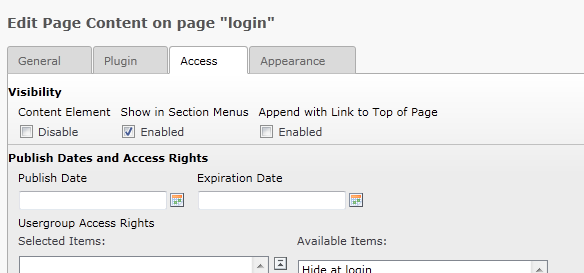 Edit Page Content on page "login"
General Plugin Access Appearance
Visibility
Content Element Show in Section Menus Append with Link to Top of Page
Disable Enabled Enabled
Publish Dates and Access Rights
Publish Date Expiration Date
Usergroup Access Rights
Selected Items: Available Items:
Hide at login